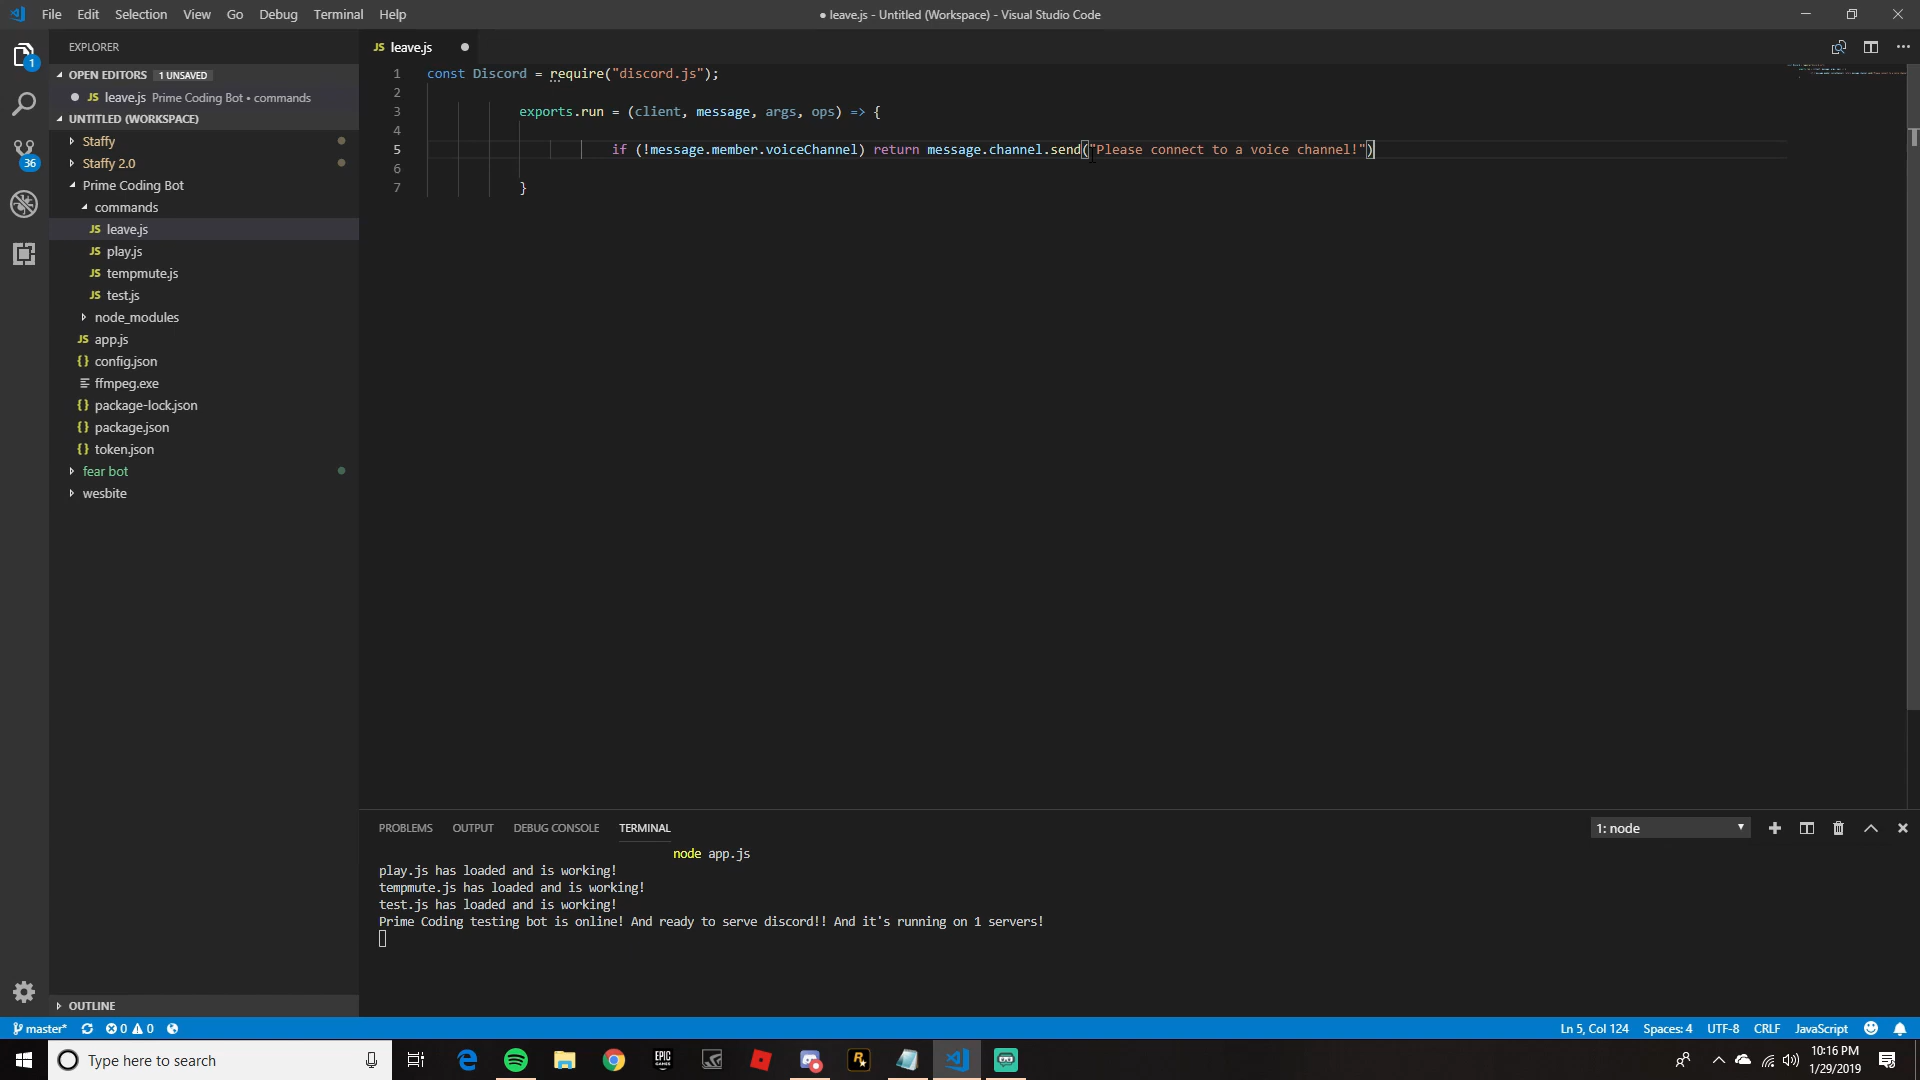 File Edit Selection View Go Debug Terminal Help
● leave.js - Untitled (Workspace) - Visual Studio Code
EXPLORER
OPEN EDITORS 1 UNSAVED
JS leave.js Prime Coding Bot • commands
UNTITLED (WORKSPACE)
Staffy
Staffy 2.0
Prime Coding Bot
commands
JS leave.js
JS play.js
JS tempmute.js
JS test.js
node_modules
JS app.js
{} config.json
ffmpeg.exe
{} package-lock.json
{} package.json
{} token.json
fear bot
wesbite
OUTLINE
1
36
JS leave.js
1 const Discord = require("discord.js");
2
3 exports.run = (client, message, args, ops) => {
4
5 if (!message.member.voiceChannel) return message.channel.send("Please connect to a voice channel!")
6
7 }
PROBLEMS OUTPUT DEBUG CONSOLE TERMINAL
1: node
node app.js
play.js has loaded and is working!
tempmute.js has loaded and is working!
test.js has loaded and is working!
Prime Coding testing bot is online! And ready to serve discord!! And it's running on 1 servers!
master* 0 0
Ln 5, Col 124 Spaces: 4 UTF-8 CRLF JavaScript
Type here to search
EPIC GAMES
10:16 PM
1/29/2019